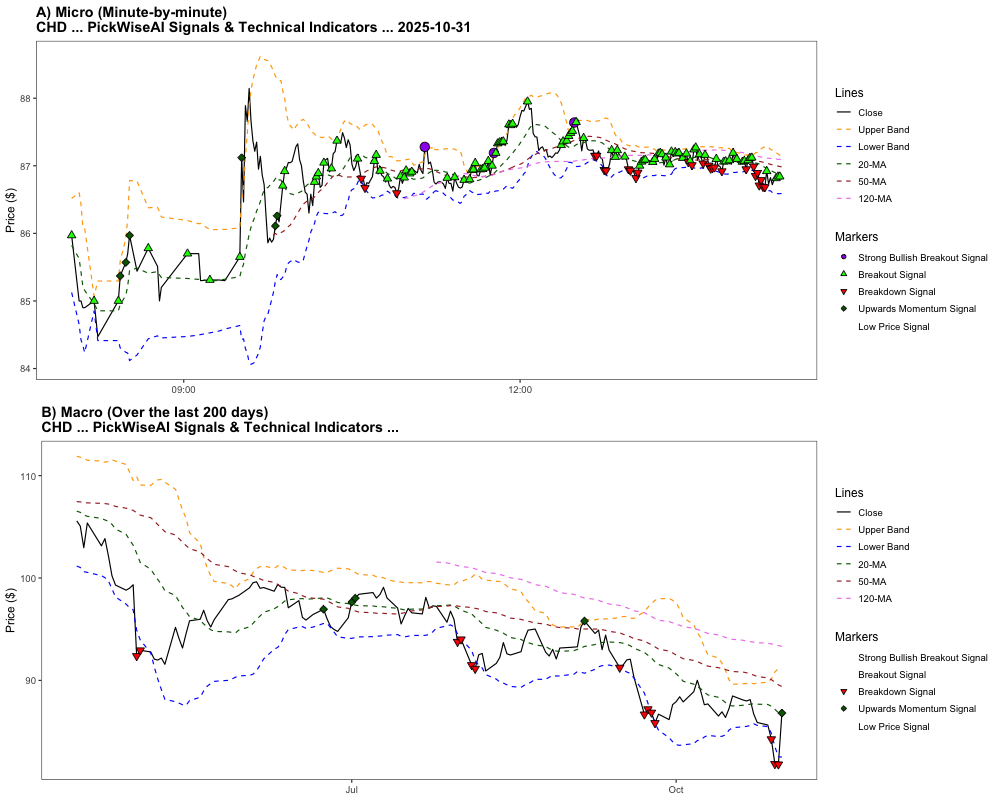 A) Micro (Minute-by-minute)
CHD ... PickWiseAI Signals & Technical Indicators ... 2025-10-31
Price ($)
88
87
86
85
84
09:00
12:00
Lines
Close
Upper Band
Lower Band
20-MA
50-MA
120-MA
Markers
Strong Bullish Breakout Signal
Breakout Signal
Breakdown Signal
Upwards Momentum Signal
Low Price Signal
B) Macro (Over the last 200 days)
CHD ... PickWiseAI Signals & Technical Indicators ...
Price ($)
110
100
90
Jul
Oct
Lines
Close
Upper Band
Lower Band
20-MA
50-MA
120-MA
Markers
Strong Bullish Breakout Signal
Breakout Signal
Breakdown Signal
Upwards Momentum Signal
Low Price Signal